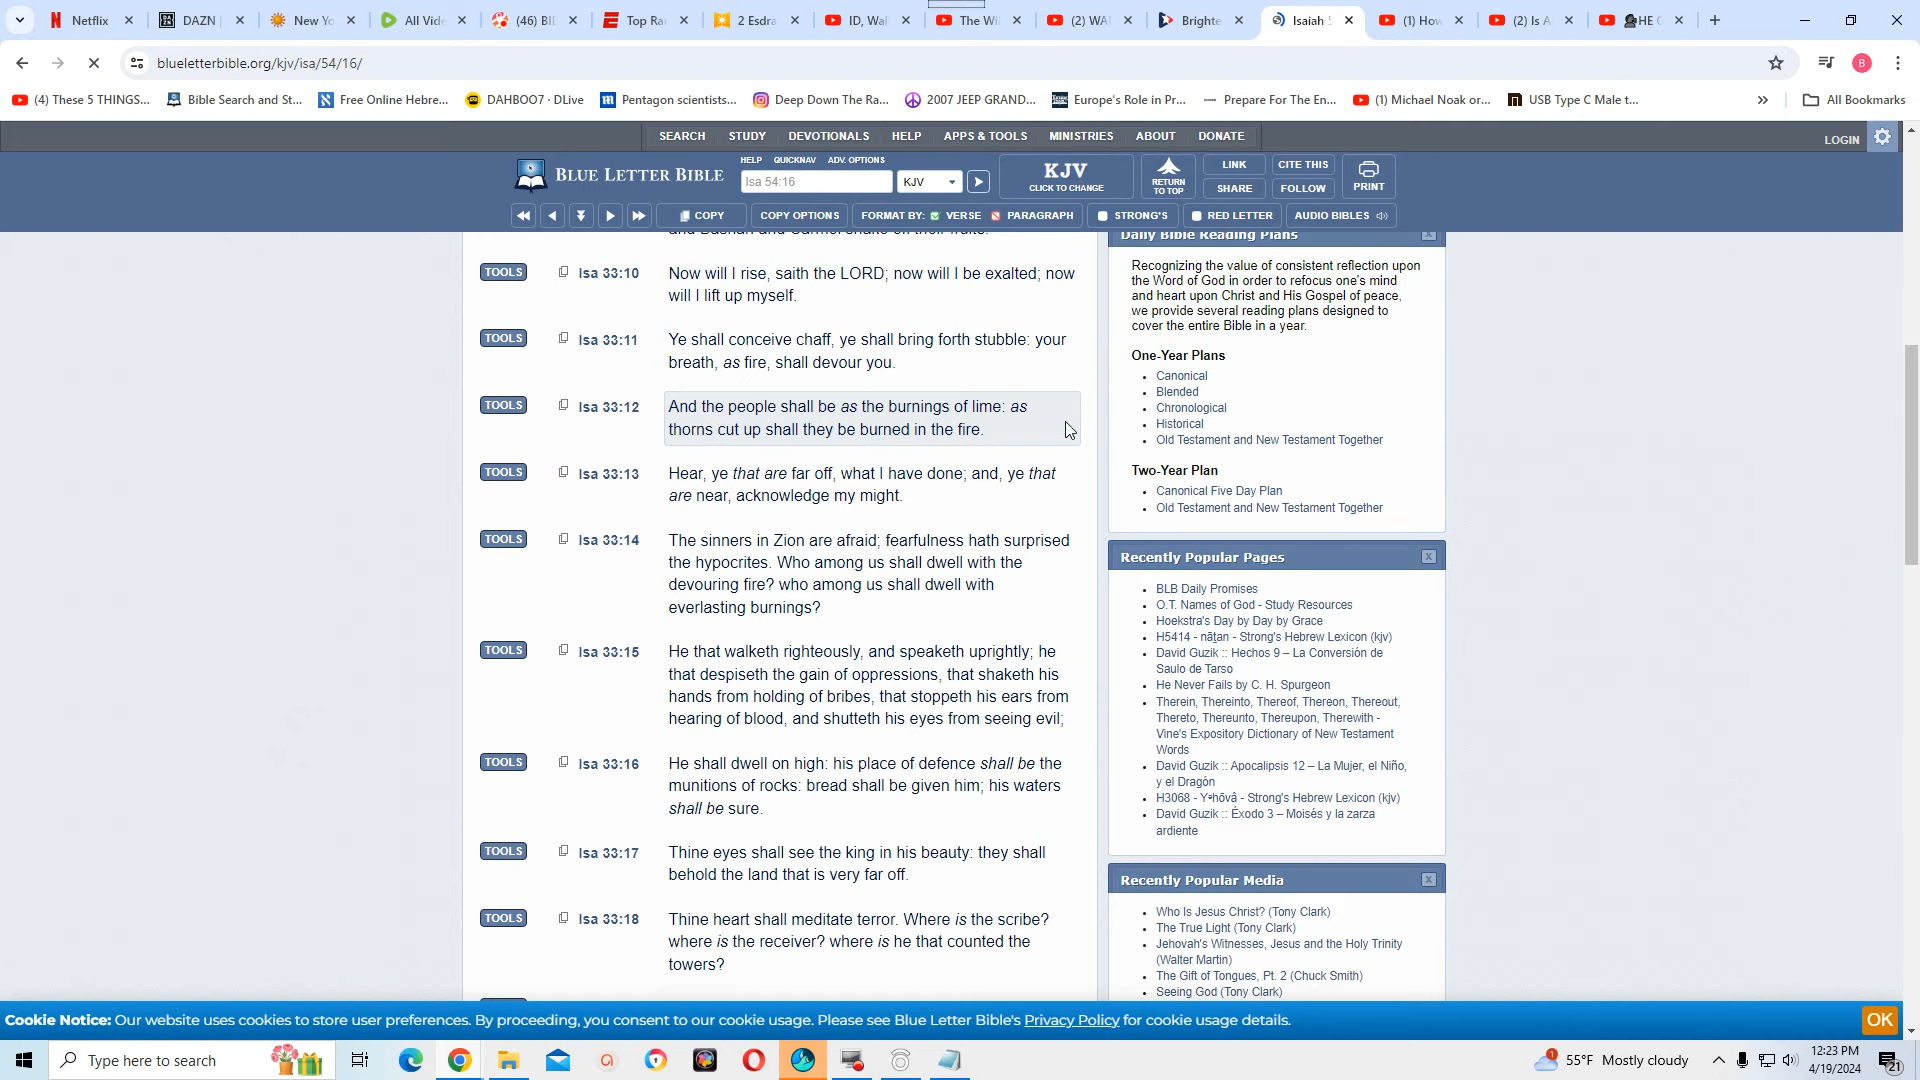 Netflix
DAZN |
New Yo
All Vide
(46) BI
Top Ra
2 Esdra
ID, Wal
The Wi
(2) WA
Brighte
Isaiah 5
(1) How
(2) Is A
HE
blueletterbible.org/kjv/isa/54/16/
(4) These 5 THINGS...
Bible Search and St...
Free Online Hebre...
DAHBOO7 · DLive
Pentagon scientists...
Deep Down The Ra...
2007 JEEP GRAND...
Europe's Role in Pr...
Prepare For The En...
(1) Michael Noak or...
USB Type C Male t...
All Bookmarks
SEARCH STUDY DEVOTIONALS HELP APPS & TOOLS MINISTRIES ABOUT DONATE
LOGIN
BLUE LETTER BIBLE
HELP QUICKNAV ADV. OPTIONS
Isa 54:16
KJV
KJV
CLICK TO CHANGE
RETURN
TO TOP
LINK
CITE THIS
SHARE
FOLLOW
PRINT
COPY COPY OPTIONS FORMAT BY: VERSE PARAGRAPH STRONG'S RED LETTER AUDIO BIBLES
and Bashan and Carmel shake off their fruits.
TOOLS Isa 33:10 Now will I rise, saith the LORD; now will I be exalted; now
will I lift up myself.
TOOLS Isa 33:11 Ye shall conceive chaff, ye shall bring forth stubble: your
breath, as fire, shall devour you.
TOOLS Isa 33:12 And the people shall be as the burnings of lime: as
thorns cut up shall they be burned in the fire.
TOOLS Isa 33:13 Hear, ye that are far off, what I have done; and, ye that
are near, acknowledge my might.
TOOLS Isa 33:14 The sinners in Zion are afraid; fearfulness hath surprised
the hypocrites. Who among us shall dwell with the
devouring fire? who among us shall dwell with
everlasting burnings?
TOOLS Isa 33:15 He that walketh righteously, and speaketh uprightly; he
that despiseth the gain of oppressions, that shaketh his
hands from holding of bribes, that stoppeth his ears from
hearing of blood, and shutteth his eyes from seeing evil;
TOOLS Isa 33:16 He shall dwell on high: his place of defence shall be the
munitions of rocks: bread shall be given him; his waters
shall be sure.
TOOLS Isa 33:17 Thine eyes shall see the king in his beauty: they shall
behold the land that is very far off.
TOOLS Isa 33:18 Thine heart shall meditate terror. Where is the scribe?
where is the receiver? where is he that counted the
towers?
Daily Bible Reading Plans
Recognizing the value of consistent reflection upon
the Word of God in order to refocus one's mind
and heart upon Christ and His Gospel of peace,
we provide several reading plans designed to
cover the entire Bible in a year.
One-Year Plans
Canonical
Blended
Chronological
Historical
Old Testament and New Testament Together
Two-Year Plan
Canonical Five Day Plan
Old Testament and New Testament Together
Recently Popular Pages
BLB Daily Promises
O.T. Names of God - Study Resources
Hoekstra's Day by Day by Grace
H5414 - nāṯan - Strong's Hebrew Lexicon (kjv)
David Guzik :: Hechos 9 – La Conversión de
Saulo de Tarso
He Never Fails by C. H. Spurgeon
Therein, Thereinto, Thereof, Thereon, Thereout,
Thereto, Thereunto, Thereupon, Therewith -
Vine's Expository Dictionary of New Testament
Words
David Guzik :: Apocalipsis 12 – La Mujer, el Niño,
y el Dragón
H3068 - Yᵊhōvâ - Strong's Hebrew Lexicon (kjv)
David Guzik :: Éxodo 3 – Moisés y la zarza
ardiente
Recently Popular Media
Who Is Jesus Christ? (Tony Clark)
The True Light (Tony Clark)
Jehovah's Witnesses, Jesus and the Holy Trinity
(Walter Martin)
The Gift of Tongues, Pt. 2 (Chuck Smith)
Seeing God (Tony Clark)
Cookie Notice: Our website uses cookies to store user preferences. By proceeding, you consent to our cookie usage. Please see Blue Letter Bible's Privacy Policy for cookie usage details.
OK
Type here to search
55°F Mostly cloudy
12:23 PM
4/19/2024
21